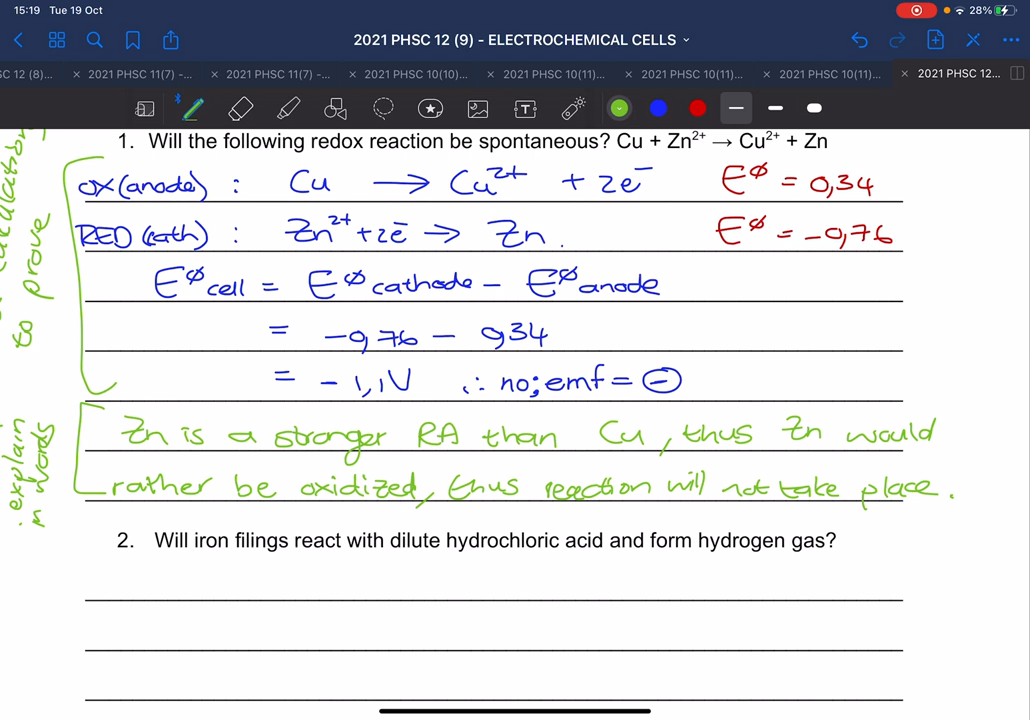 15:19 Tue 19 Oct
28%
2021 PHSC 12 (9) - ELECTROCHEMICAL CELLS
SC 12 (8)... × 2021 PHSC 11(7) -... × 2021 PHSC 11(7) -... × 2021 PHSC 10(10)... × 2021 PHSC 10(11)... × 2021 PHSC 10(11)... × 2021 PHSC 10(11)... × 2021 PHSC 12...
1. Will the following redox reaction be spontaneous? Cu + Zn²⁺ → Cu²⁺ + Zn
OX(anode) : Cu → Cu²⁺ + 2e⁻ E∅ = 0,34
RED (cath) : Zn²⁺ + 2e⁻ → Zn . E∅ = -0,76
E∅cell = E∅cathode - E∅anode
= -0,76 - 0,34
= -1,1V ∴ no; emf = ⊖
to prove
Zn is a stronger RA than Cu, thus Zn would
rather be oxidized, thus reaction will not take place.
explain
in words
2. Will iron filings react with dilute hydrochloric acid and form hydrogen gas?